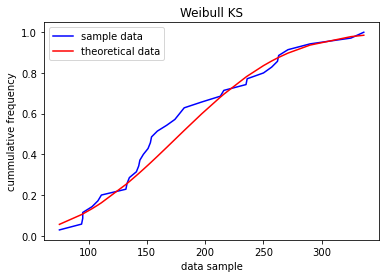 Weibull KS
sample data
theoretical data
cummulative frequency
1.0
0.8
0.6
0.4
0.2
0.0
100
150
200
250
300
data sample